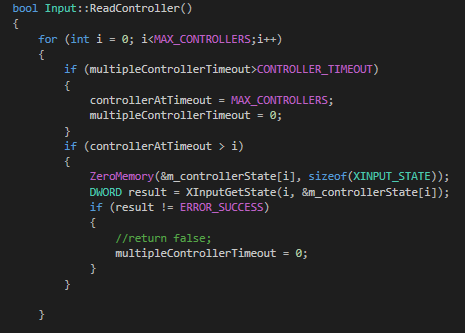 bool Input::ReadController()
{
    for (int i = 0; i<MAX_CONTROLLERS;i++)
    {
        if (multipleControllerTimeout>CONTROLLER_TIMEOUT)
        {
            controllerAtTimeout = MAX_CONTROLLERS;
            multipleControllerTimeout = 0;
        }
        if (controllerAtTimeout > i)
        {
            ZeroMemory(&m_controllerState[i], sizeof(XINPUT_STATE));
            DWORD result = XInputGetState(i, &m_controllerState[i]);
            if (result != ERROR_SUCCESS)
            {
                //return false;
                multipleControllerTimeout = 0;
            }
        }

    }